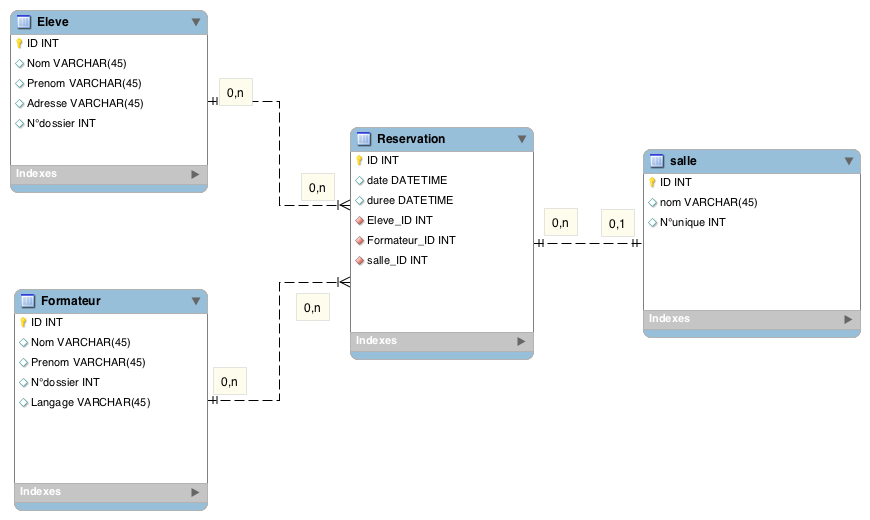 Eleve
ID INT
Nom VARCHAR(45)
Prenom VARCHAR(45)
Adresse VARCHAR(45)
N°dossier INT
Indexes
0,n
0,n
Reservation
ID INT
date DATETIME
duree DATETIME
Eleve_ID INT
Formateur_ID INT
salle_ID INT
Indexes
0,n
0,1
salle
ID INT
nom VARCHAR(45)
N°unique INT
Indexes
Formateur
ID INT
Nom VARCHAR(45)
Prenom VARCHAR(45)
N°dossier INT
Langage VARCHAR(45)
Indexes
0,n
0,n